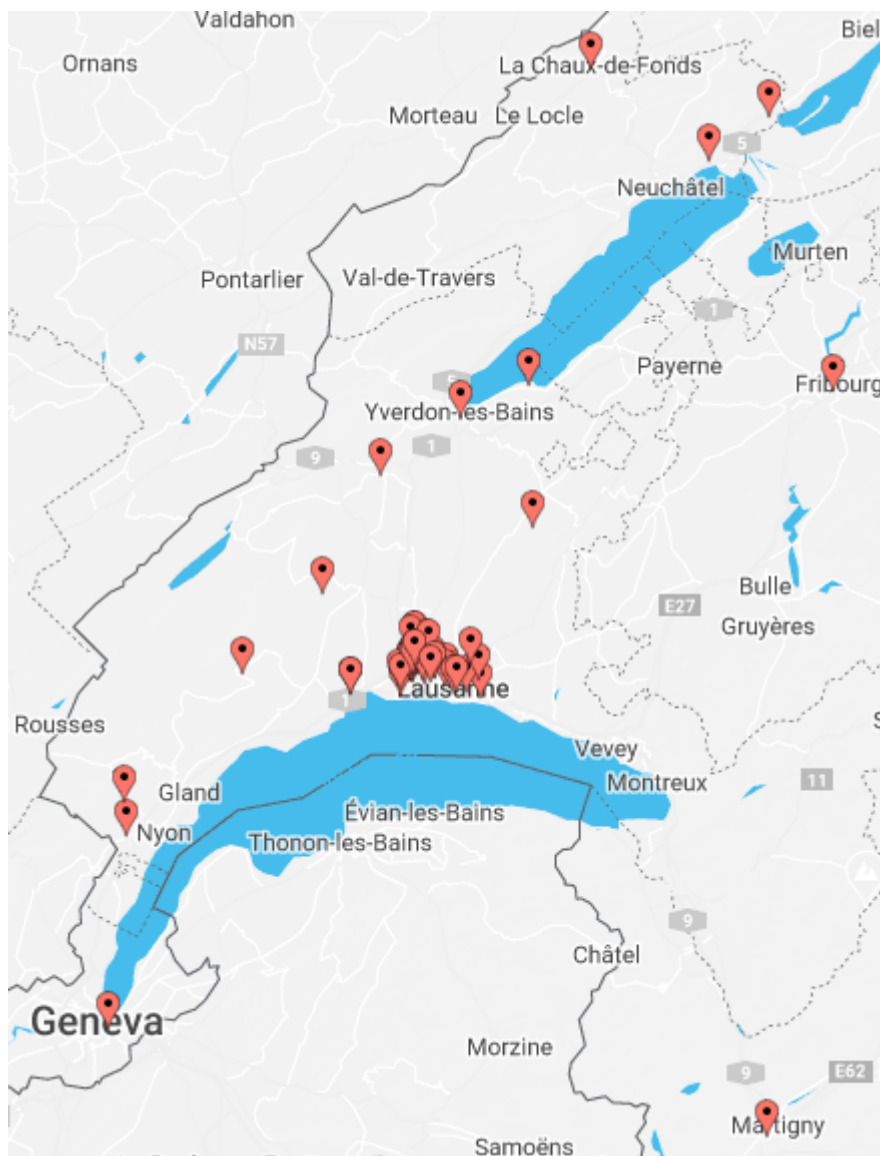 Valdahon
Biel
Ornans
La Chaux-de-Fonds
Morteau
Le Locle
5
Neuchâtel
Murten
Pontarlier
Val-de-Travers
1
N57
Payerne
5
Fribourg
Yverdon-les-Bains
9
1
Bulle
E27
Gruyères
Lausanne
1
Rousses
Vevey
Gland
Montreux
11
Évian-les-Bains
Nyon
Thonon-les-Bains
9
Châtel
Geneva
Morzine
9
E62
Martigny
Samoëns